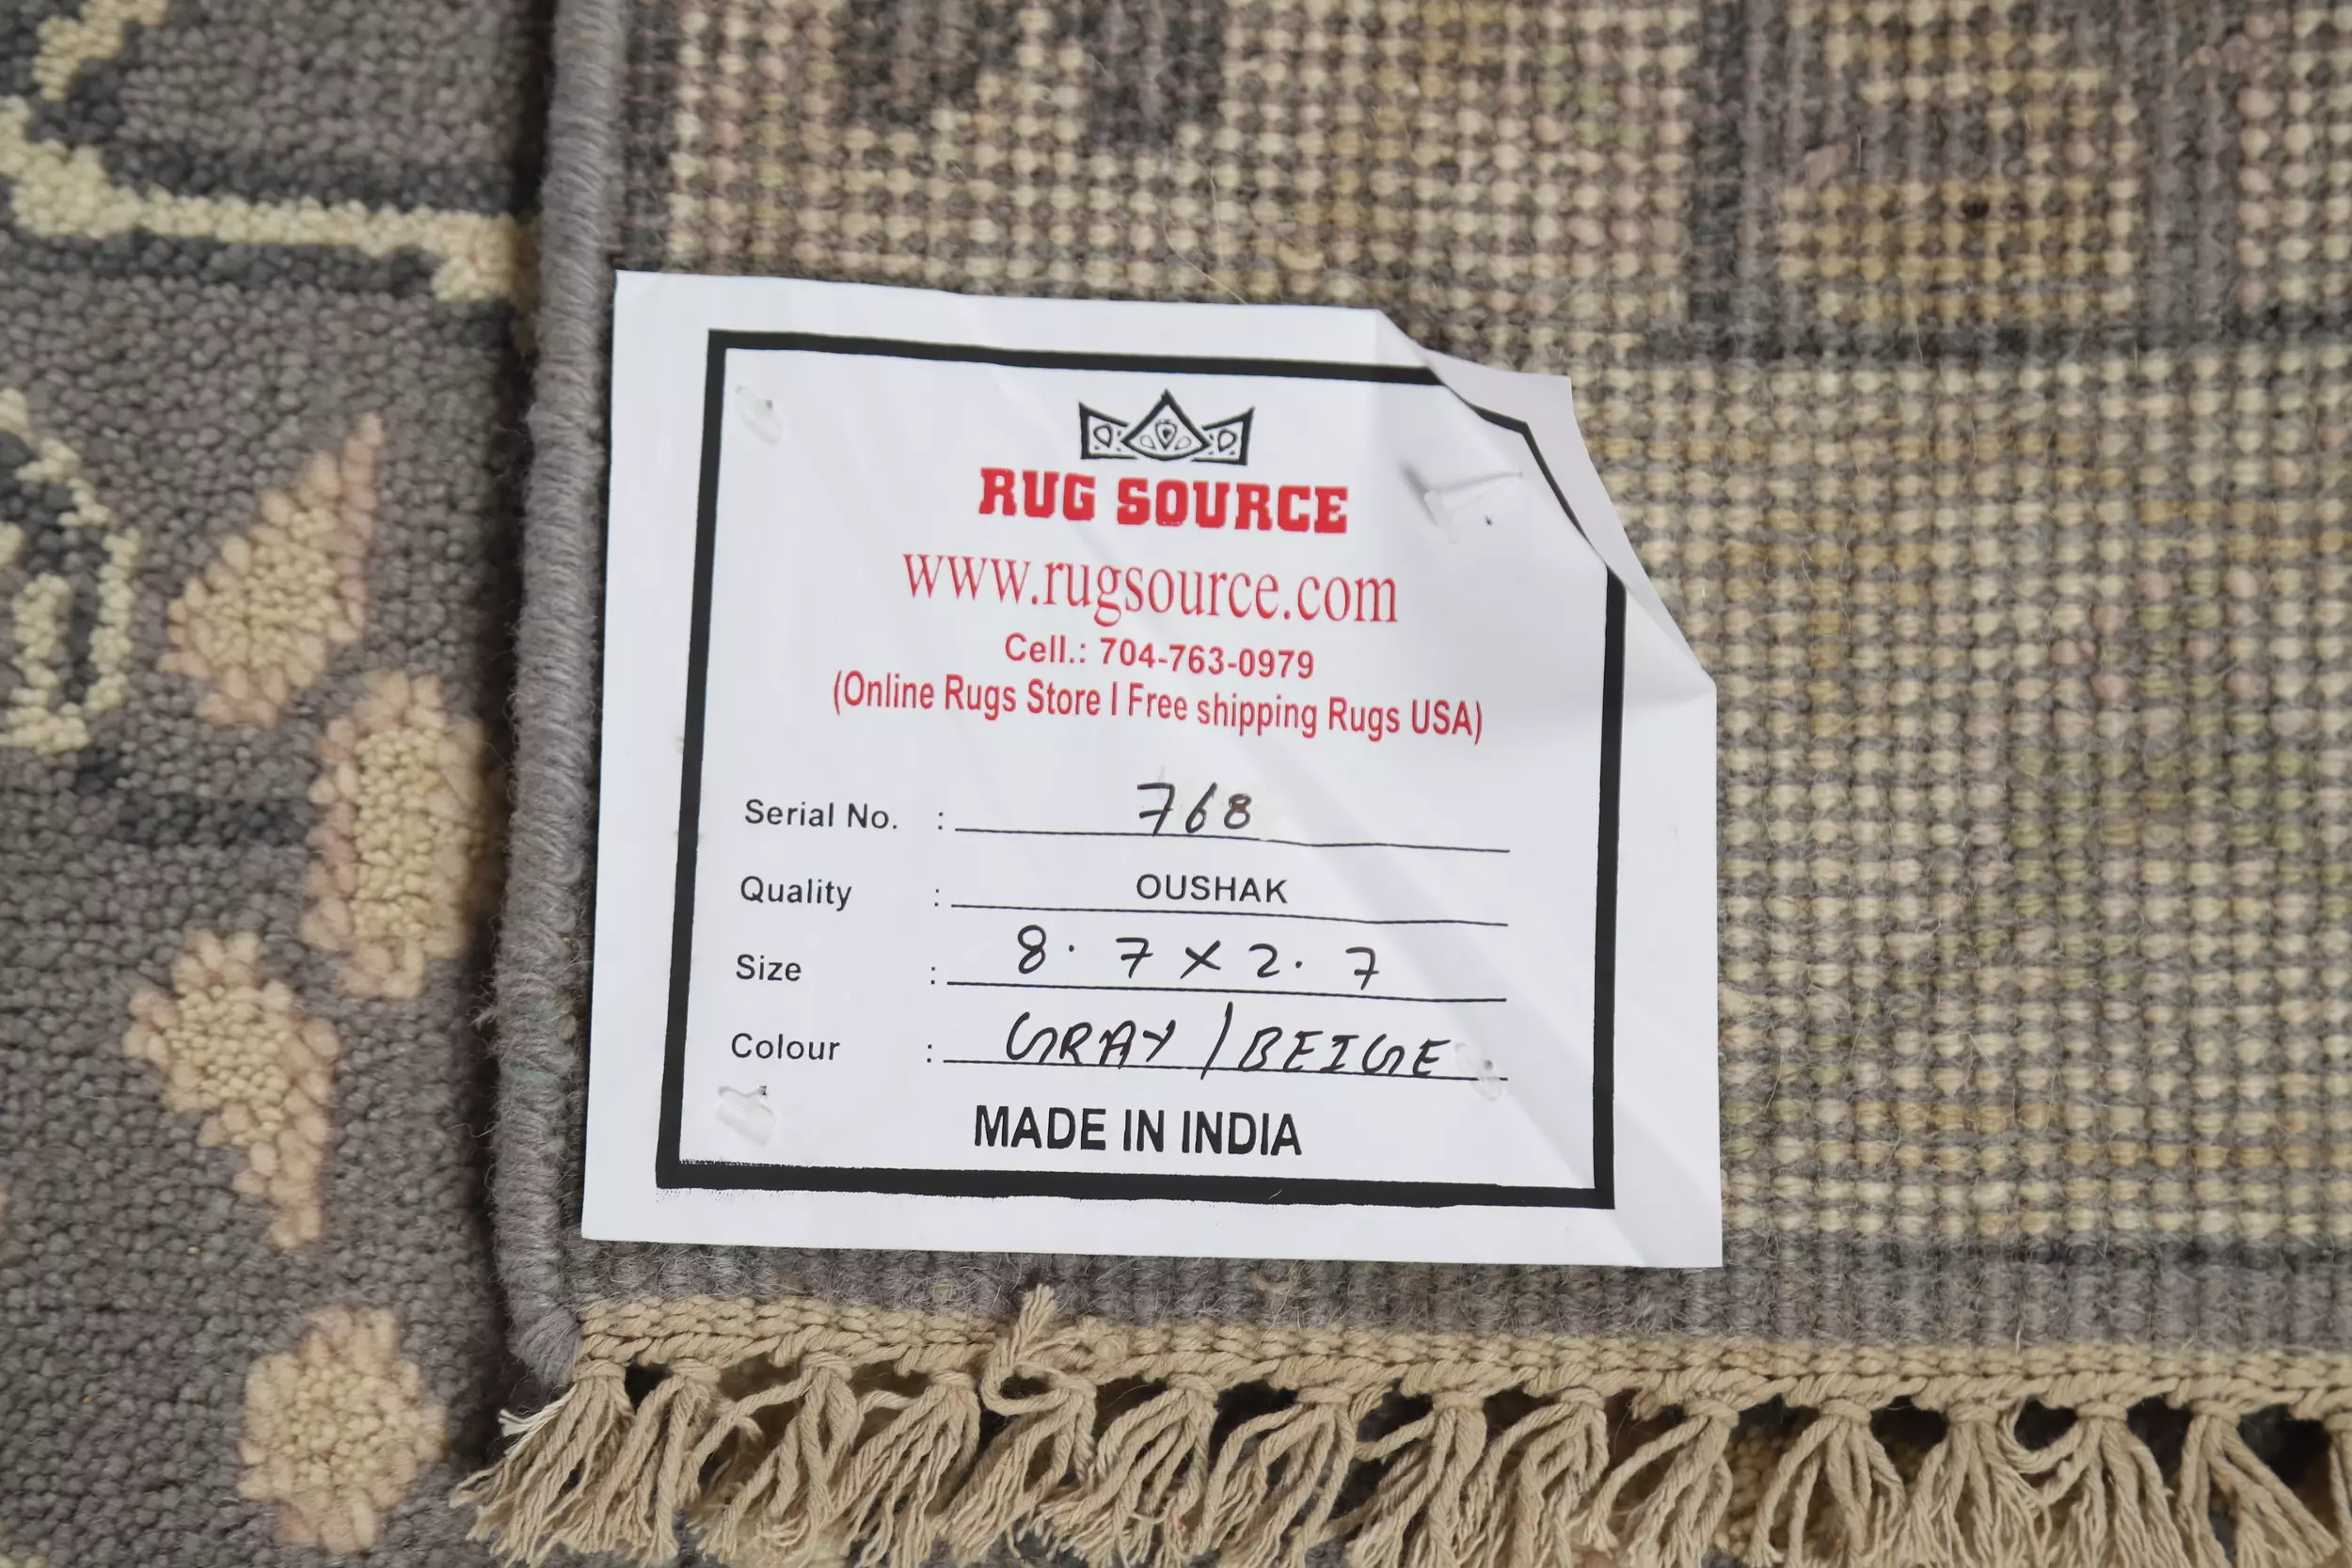 RUG SOURCE
www.rugsource.com
Cell.: 704-763-0979
(Online Rugs Store I Free shipping Rugs USA)
Serial No. : 768
Quality : OUSHAK
Size : 8. 7 X 2. 7
Colour : GRAY / BEIGE
MADE IN INDIA